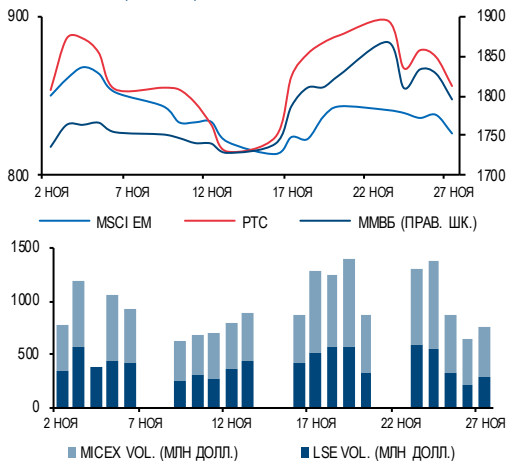 900 1900
1850
1800
1750
800 1700
2 НОЯ 7 НОЯ 12 НОЯ 17 НОЯ 22 НОЯ 27 НОЯ
MSCI EM РТС ММВБ (ПРАВ. ШК.)
1500
1000
500
0
2 НОЯ 7 НОЯ 12 НОЯ 17 НОЯ 22 НОЯ 27 НОЯ
MICEX VOL. (МЛН ДОЛЛ.) LSE VOL. (МЛН ДОЛЛ.)